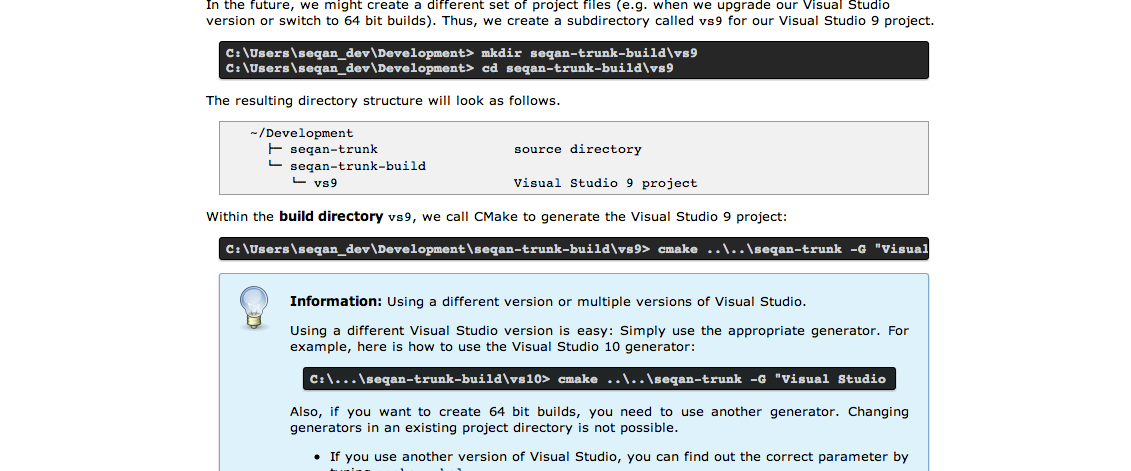 In the future, we might create a different set of project files (e.g. when we upgrade our Visual Studio
version or switch to 64 bit builds). Thus, we create a subdirectory called vs9 for our Visual Studio 9 project.
C:\Users\seqan_dev\Development> mkdir seqan-trunk-build\vs9
C:\Users\seqan_dev\Development> cd seqan-trunk-build\vs9
The resulting directory structure will look as follows.
~/Development
├─ seqan-trunk source directory
└─ seqan-trunk-build
└─ vs9 Visual Studio 9 project
Within the build directory vs9, we call CMake to generate the Visual Studio 9 project:
C:\Users\seqan_dev\Development\seqan-trunk-build\vs9> cmake ..\..\seqan-trunk -G "Visual
Information: Using a different version or multiple versions of Visual Studio.
Using a different Visual Studio version is easy: Simply use the appropriate generator. For
example, here is how to use the Visual Studio 10 generator:
C:\...\seqan-trunk-build\vs10> cmake ..\..\seqan-trunk -G "Visual Studio
Also, if you want to create 64 bit builds, you need to use another generator. Changing
generators in an existing project directory is not possible.
• If you use another version of Visual Studio, you can find out the correct parameter by